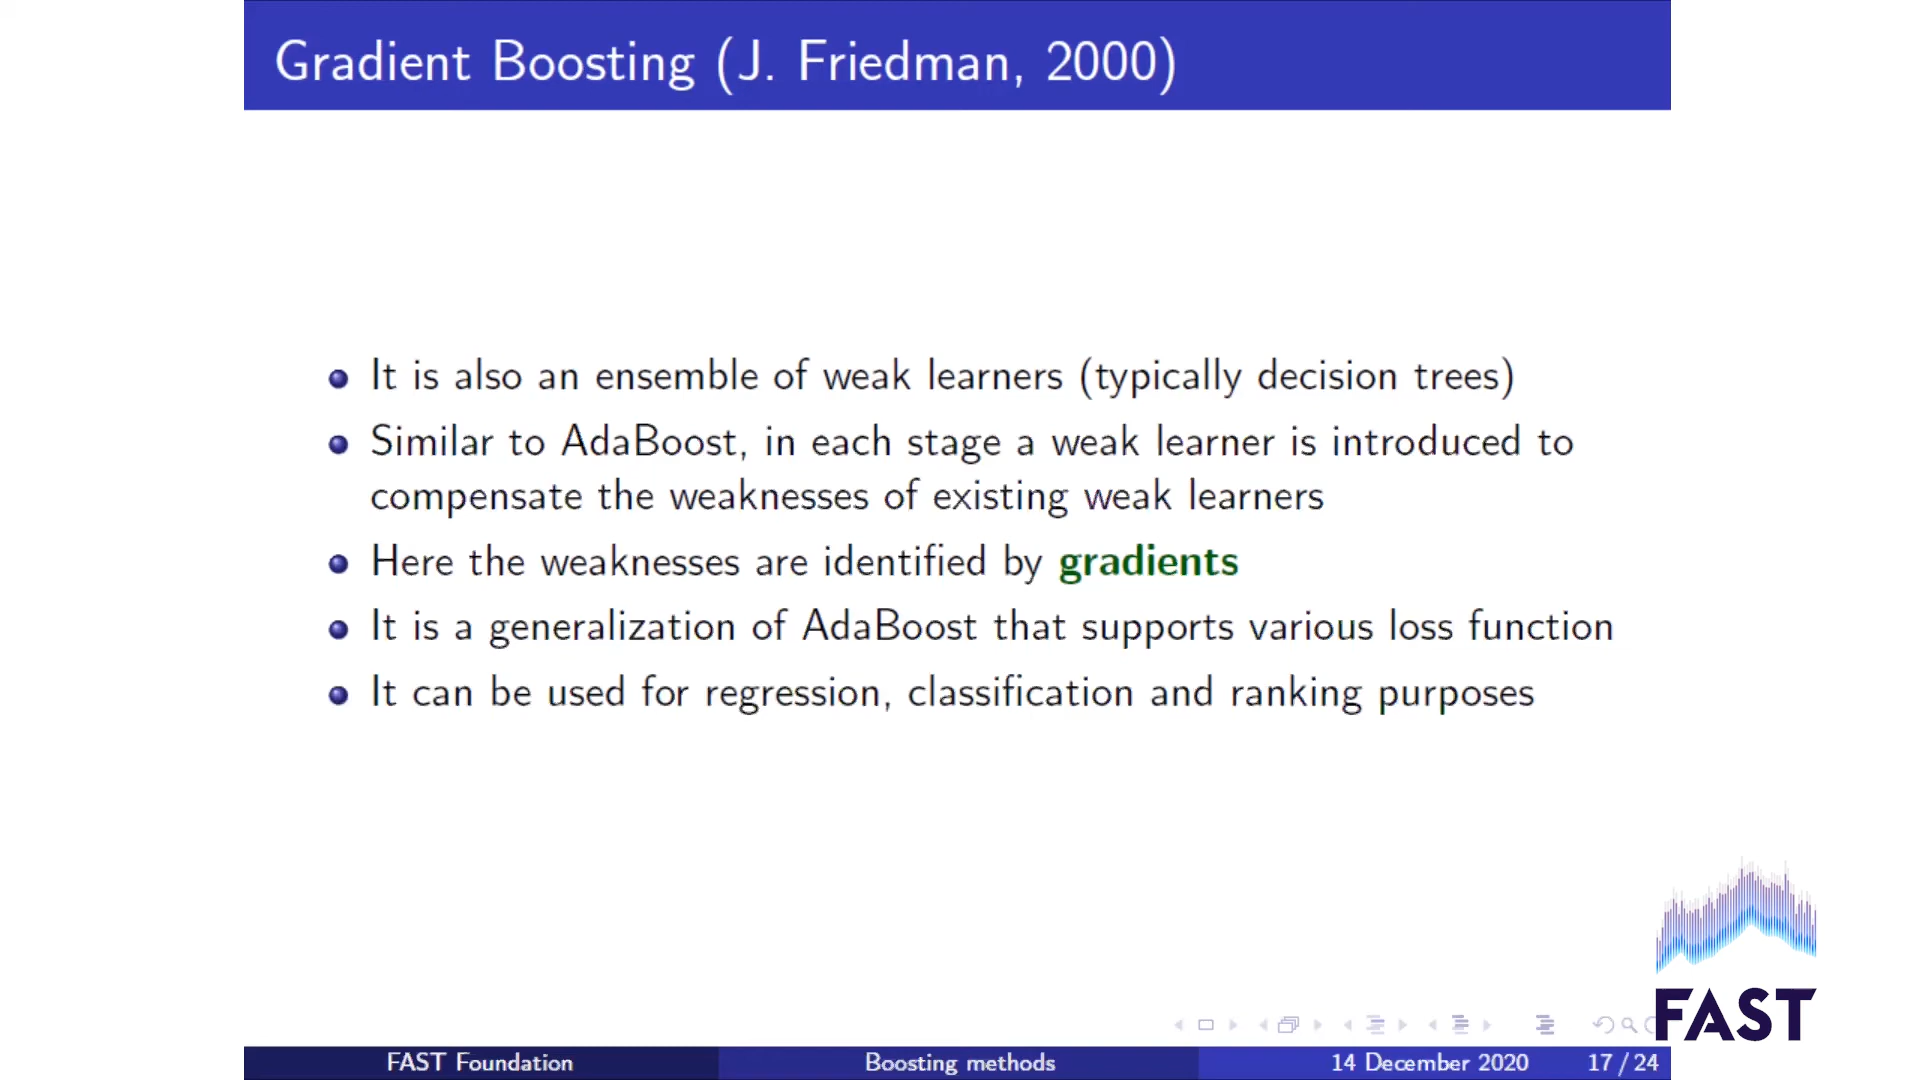 Gradient Boosting (J. Friedman, 2000)
It is also an ensemble of weak learners (typically decision trees)
Similar to AdaBoost, in each stage a weak learner is introduced to
compensate the weaknesses of existing weak learners
Here the weaknesses are identified by gradients
It is a generalization of AdaBoost that supports various loss function
It can be used for regression, classification and ranking purposes
FAST
FAST Foundation Boosting methods 14 December 2020 17 / 24